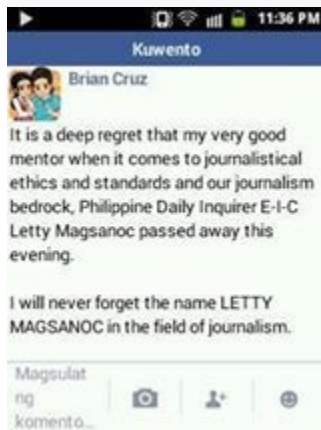 11:36 PM
Kuwento
Brian Cruz
It is a deep regret that my very good
mentor when it comes to journalistical
ethics and standards and our journalism
bedrock, Philippine Daily Inquirer E-I-C
Letty Magsanoc passed away this
evening.
I will never forget the name LETTY
MAGSANOC in the field of journalism.
Magsulat
ng
komento...